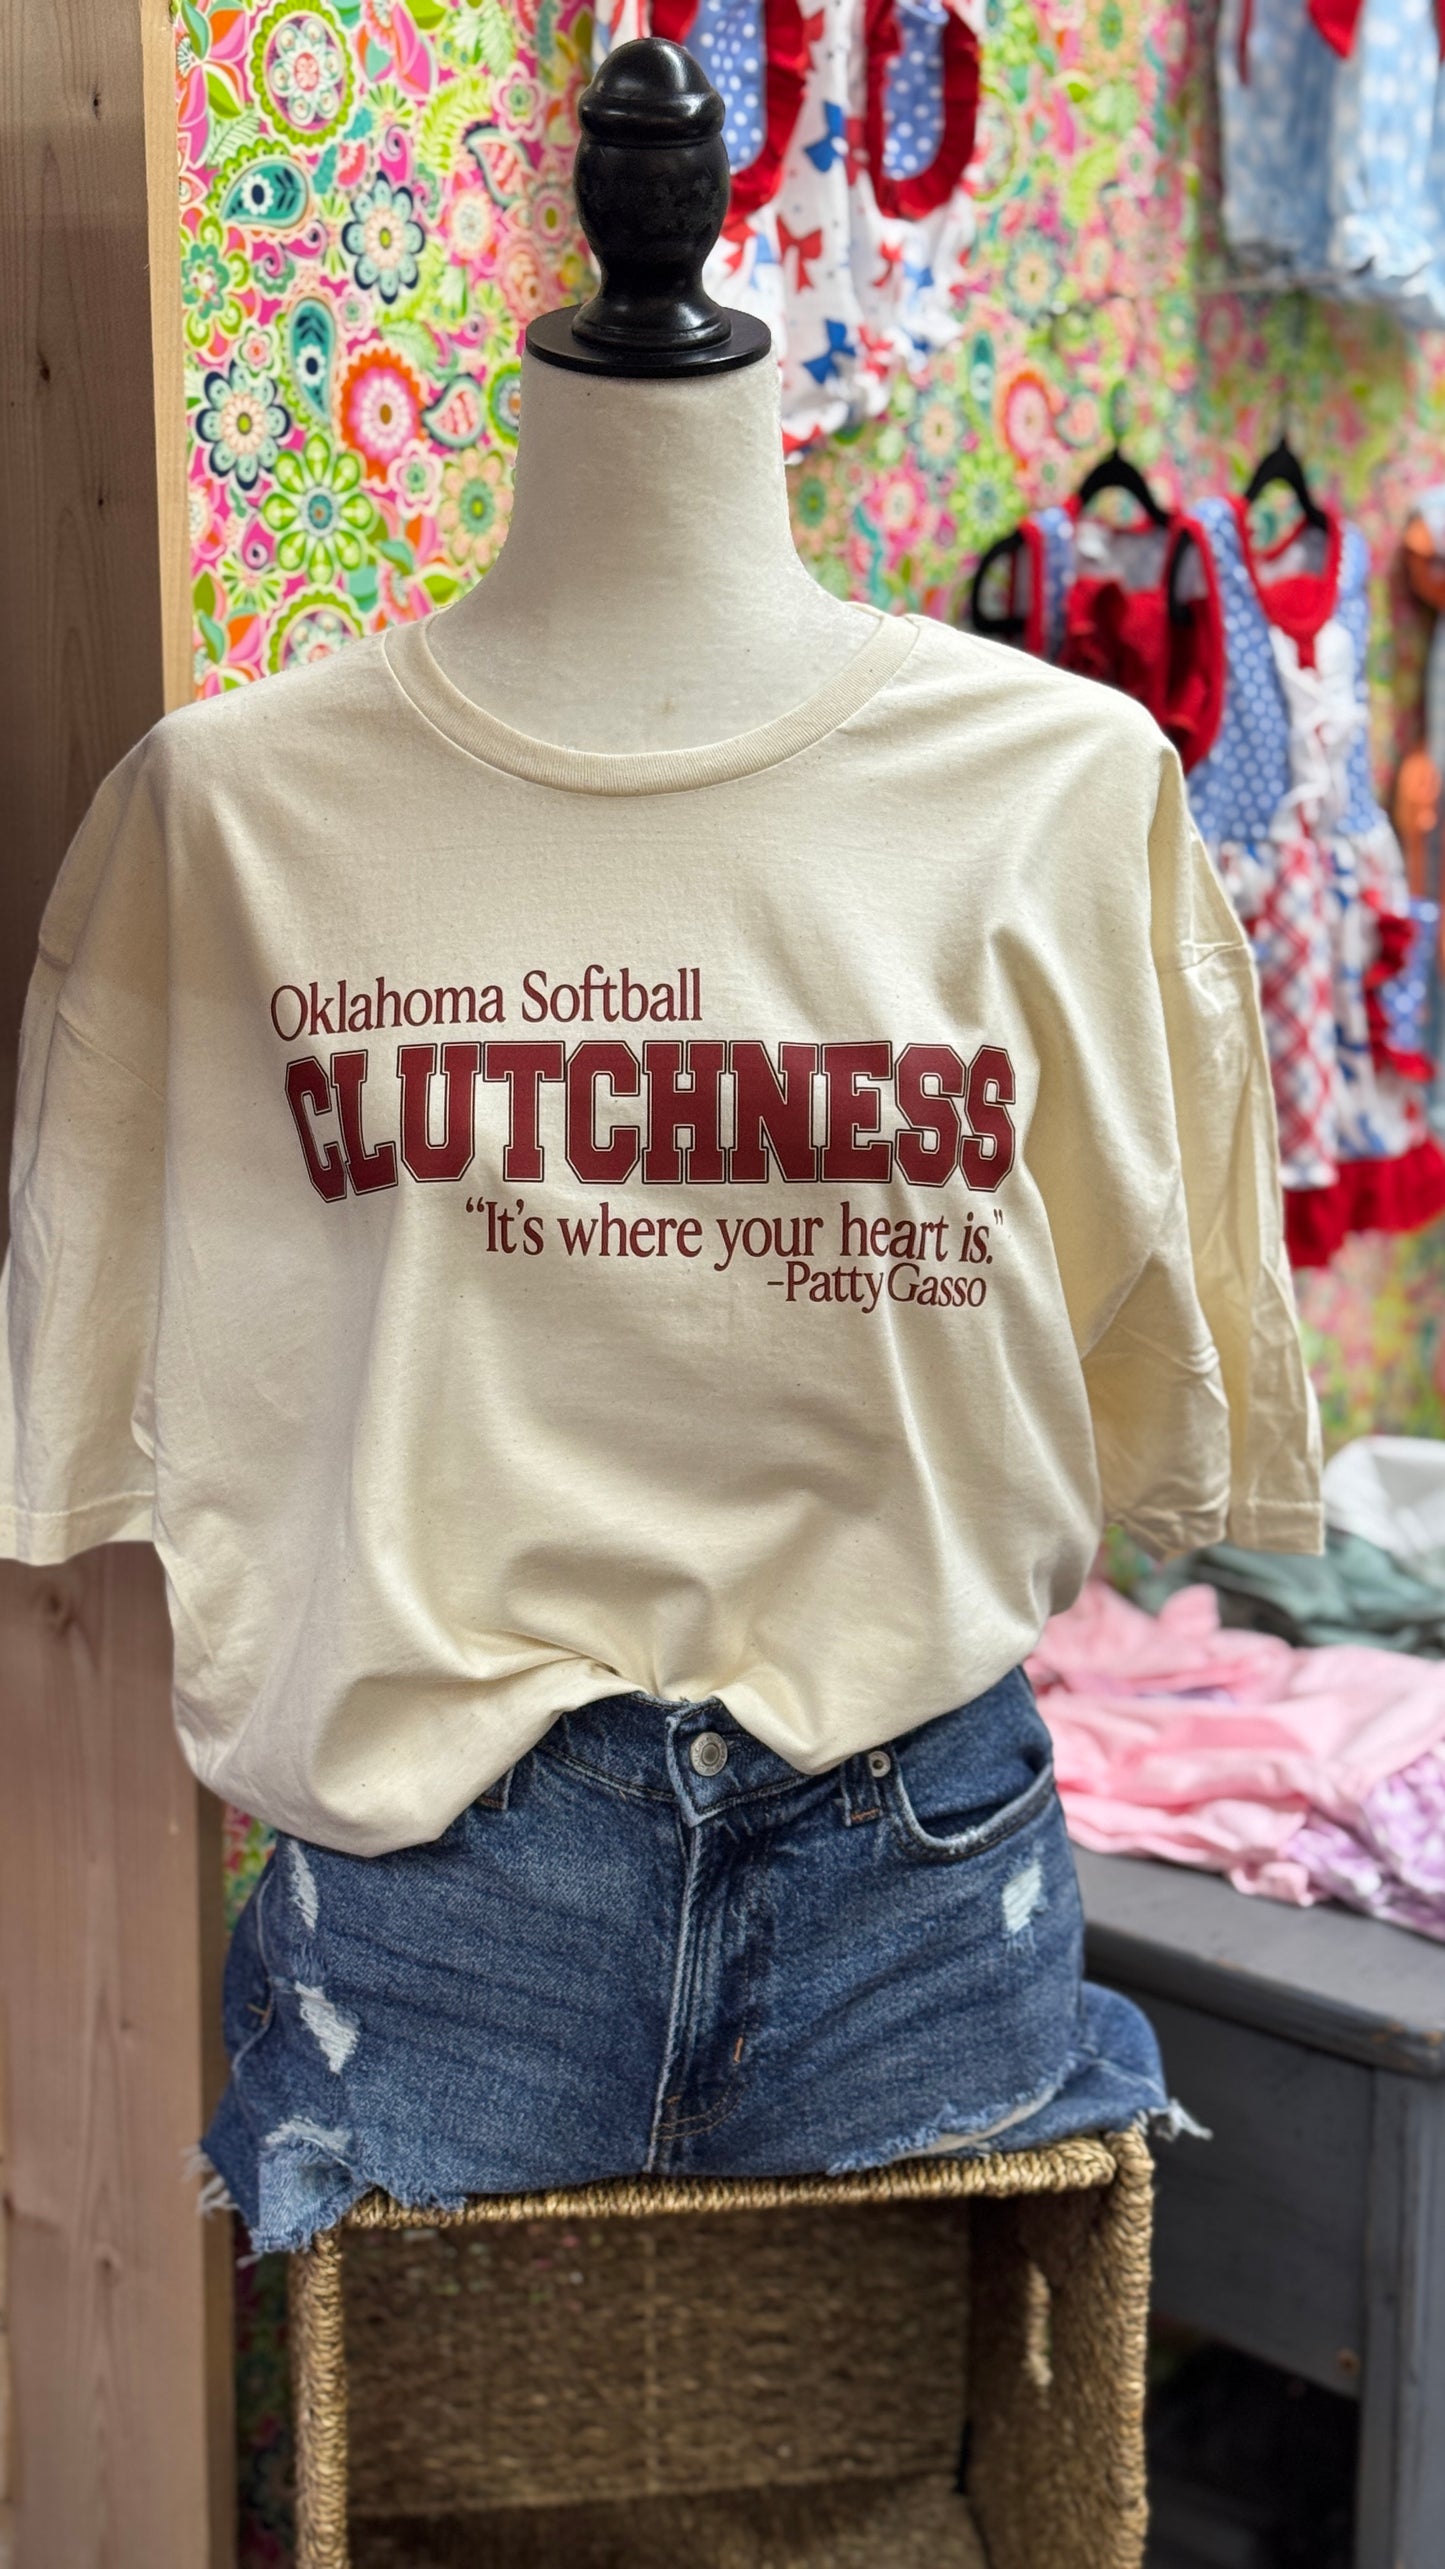 Oklahoma Softball
CLUTCHNESS
“It's where your heart is."
-Patty Gasso